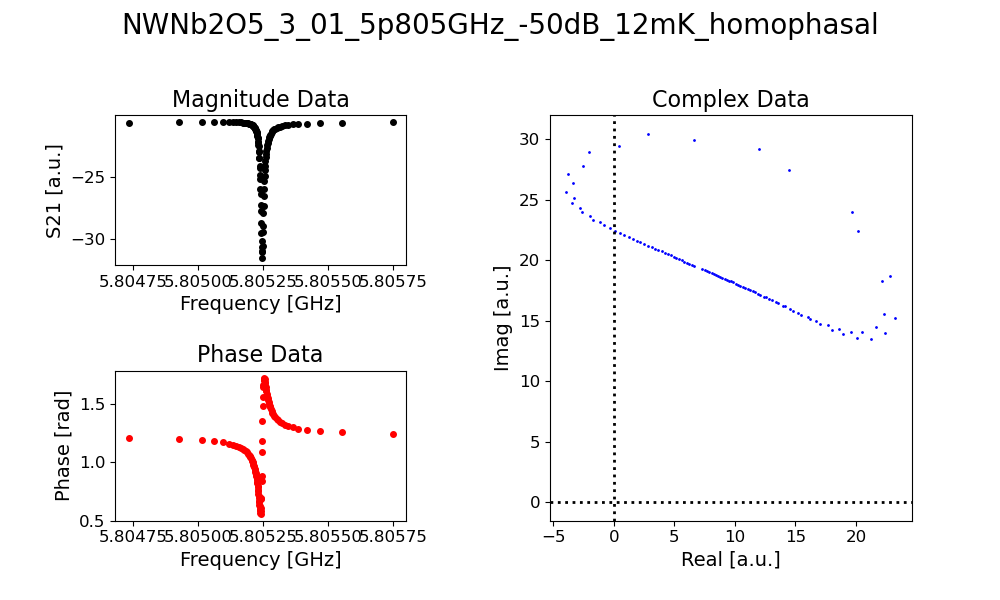 NWNb2O5_3_01_5p805GHz_-50dB_12mK_homophasal
Magnitude Data
S21 [a.u.]
−25
−30
5.80475 5.80500 5.80525 5.80550 5.80575
Frequency [GHz]
Phase Data
Phase [rad]
1.5
1.0
0.5
5.80475 5.80500 5.80525 5.80550 5.80575
Frequency [GHz]
Complex Data
Imag [a.u.]
30
25
20
15
10
5
0
−5 0 5 10 15 20
Real [a.u.]